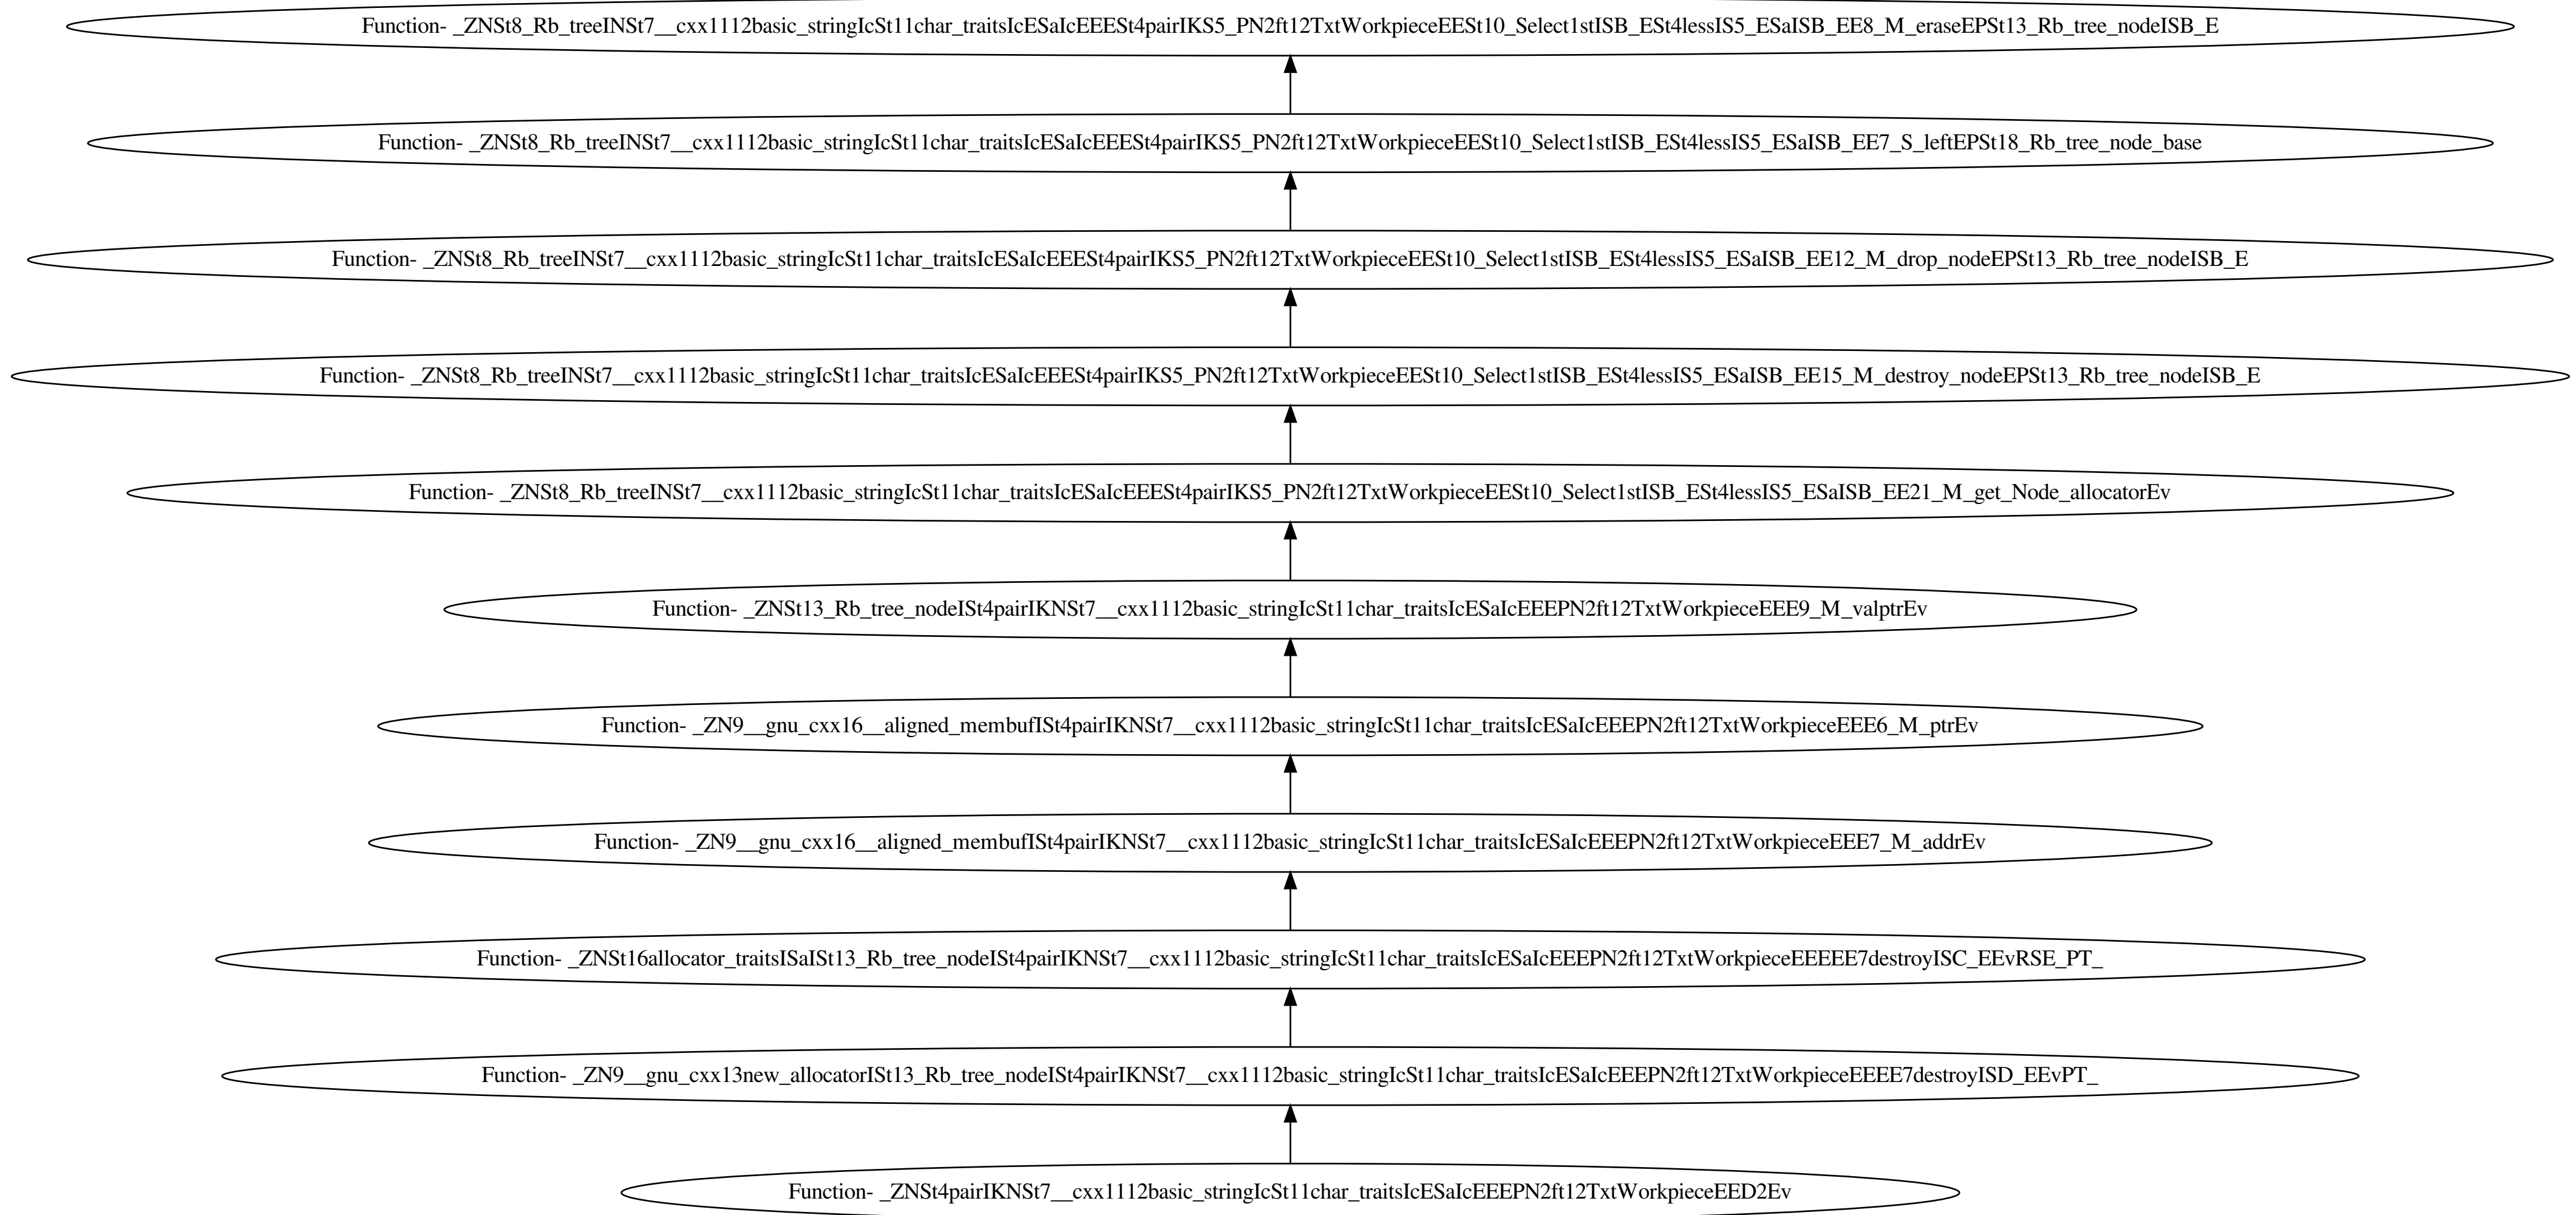 Function- _ZNSt8_Rb_treeINSt7__cxx1112basic_stringIcSt11char_traitsIcESaIcEEESt4pairIKS5_PN2ft12TxtWorkpieceEESt10_Select1stISB_ESt4lessIS5_ESaISB_EE8_M_eraseEPSt13_Rb_tree_nodeISB_E
Function- _ZNSt8_Rb_treeINSt7__cxx1112basic_stringIcSt11char_traitsIcESaIcEEESt4pairIKS5_PN2ft12TxtWorkpieceEESt10_Select1stISB_ESt4lessIS5_ESaISB_EE7_S_leftEPSt18_Rb_tree_node_base
Function- _ZNSt8_Rb_treeINSt7__cxx1112basic_stringIcSt11char_traitsIcESaIcEEESt4pairIKS5_PN2ft12TxtWorkpieceEESt10_Select1stISB_ESt4lessIS5_ESaISB_EE12_M_drop_nodeEPSt13_Rb_tree_nodeISB_E
Function- _ZNSt8_Rb_treeINSt7__cxx1112basic_stringIcSt11char_traitsIcESaIcEEESt4pairIKS5_PN2ft12TxtWorkpieceEESt10_Select1stISB_ESt4lessIS5_ESaISB_EE15_M_destroy_nodeEPSt13_Rb_tree_nodeISB_E
Function- _ZNSt8_Rb_treeINSt7__cxx1112basic_stringIcSt11char_traitsIcESaIcEEESt4pairIKS5_PN2ft12TxtWorkpieceEESt10_Select1stISB_ESt4lessIS5_ESaISB_EE21_M_get_Node_allocatorEv
Function- _ZNSt13_Rb_tree_nodeISt4pairIKNSt7__cxx1112basic_stringIcSt11char_traitsIcESaIcEEEPN2ft12TxtWorkpieceEEE9_M_valptrEv
Function- _ZN9__gnu_cxx16__aligned_membufISt4pairIKNSt7__cxx1112basic_stringIcSt11char_traitsIcESaIcEEEPN2ft12TxtWorkpieceEEE6_M_ptrEv
Function- _ZN9__gnu_cxx16__aligned_membufISt4pairIKNSt7__cxx1112basic_stringIcSt11char_traitsIcESaIcEEEPN2ft12TxtWorkpieceEEE7_M_addrEv
Function- _ZNSt16allocator_traitsISaISt13_Rb_tree_nodeISt4pairIKNSt7__cxx1112basic_stringIcSt11char_traitsIcESaIcEEEPN2ft12TxtWorkpieceEEEEE7destroyISC_EEvRSE_PT_
Function- _ZN9__gnu_cxx13new_allocatorISt13_Rb_tree_nodeISt4pairIKNSt7__cxx1112basic_stringIcSt11char_traitsIcESaIcEEEPN2ft12TxtWorkpieceEEEE7destroyISD_EEvPT_
Function- _ZNSt4pairIKNSt7__cxx1112basic_stringIcSt11char_traitsIcESaIcEEEPN2ft12TxtWorkpieceEED2Ev